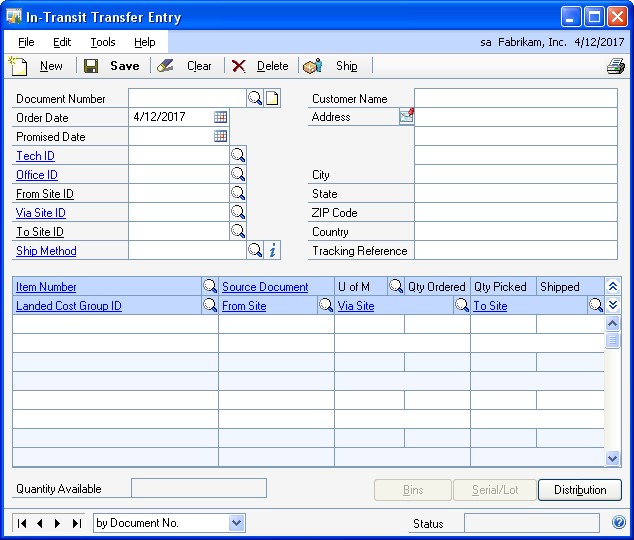 In-Transit Transfer Entry
File Edit Tools Help sa Fabrikam, Inc. 4/12/2017
New Save Clear Delete Ship
Document Number Customer Name
Order Date 4/12/2017 Address
Promised Date
Tech ID
Office ID City
From Site ID State
Via Site ID ZIP Code
To Site ID Country
Ship Method i Tracking Reference
Item Number Source Document U of M Qty Ordered Qty Picked Shipped
Landed Cost Group ID From Site Via Site To Site
Quantity Available Bins Serial/Lot Distribution
by Document No. Status ?